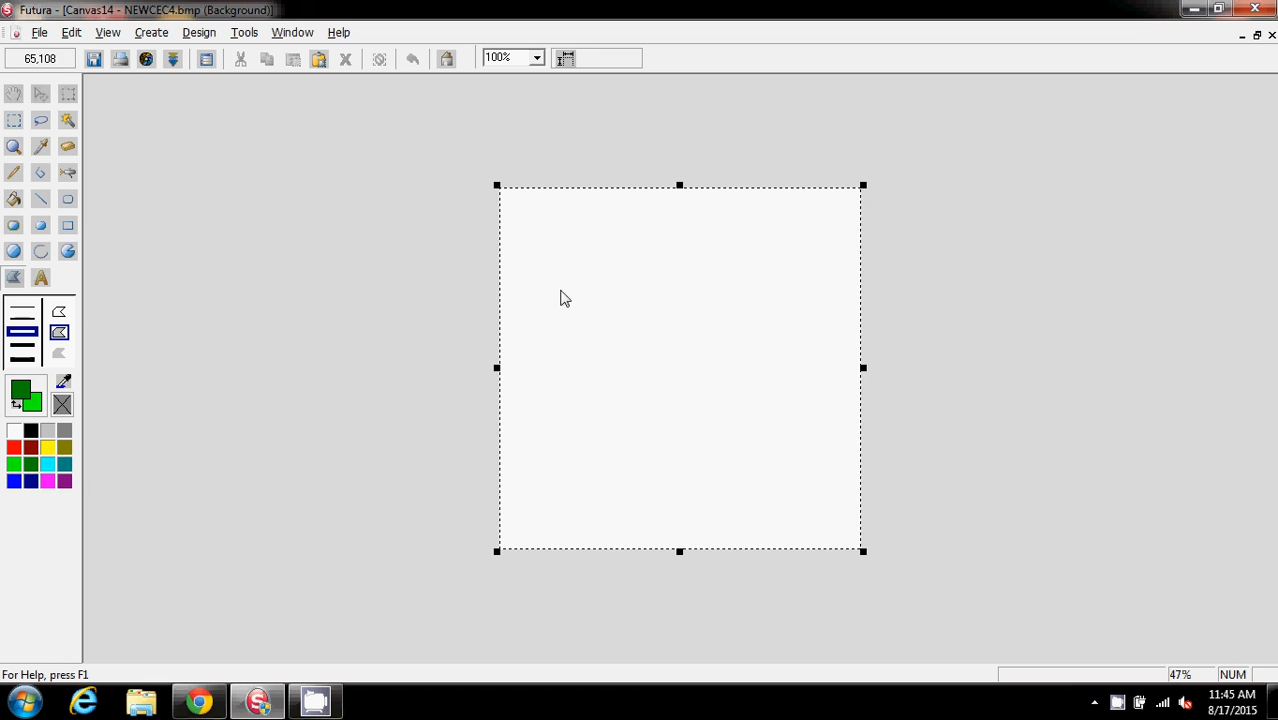 Futura - [Canvas14 - NEWCEC4.bmp (Background)]
File Edit View Create Design Tools Window Help
65,108
100%
A
For Help, press F1
47% NUM
11:45 AM
8/17/2015